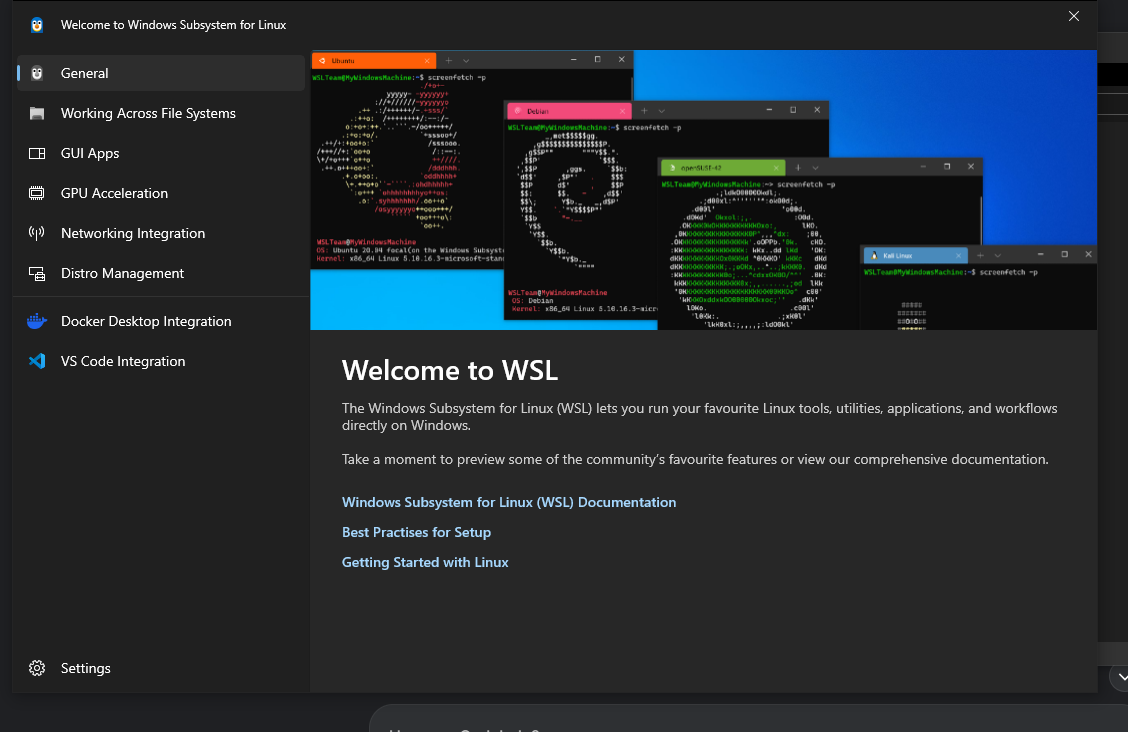 Welcome to Windows Subsystem for Linux
General
Working Across File Systems
GUI Apps
GPU Acceleration
Networking Integration
Distro Management
Docker Desktop Integration
VS Code Integration
Settings
Ubuntu
WSLTeam@MyWindowsMachine:~$ screenfetch -p
WSLTeam@MyWindowsMachine
OS: Ubuntu 20.04 focal(on the Windows Subsyst
Kernel: x86_64 Linux 5.10.16.3-microsoft-stan
Debian
WSLTeam@MyWindowsMachine:~$ screenfetch -p
WSLTeam@MyWindowsMachine
OS: Debian
Kernel: x86_64 Linux 5.10.16.3-micr
openSUSE-42
WSLTeam@MyWindowsMachine:~> screenfetch -p
Kali Linux
WSLTeam@MyWindowsMachine:~$ screenfetch -p
Welcome to WSL
The Windows Subsystem for Linux (WSL) lets you run your favourite Linux tools, utilities, applications, and workflows
directly on Windows.
Take a moment to preview some of the community's favourite features or view our comprehensive documentation.
Windows Subsystem for Linux (WSL) Documentation
Best Practises for Setup
Getting Started with Linux